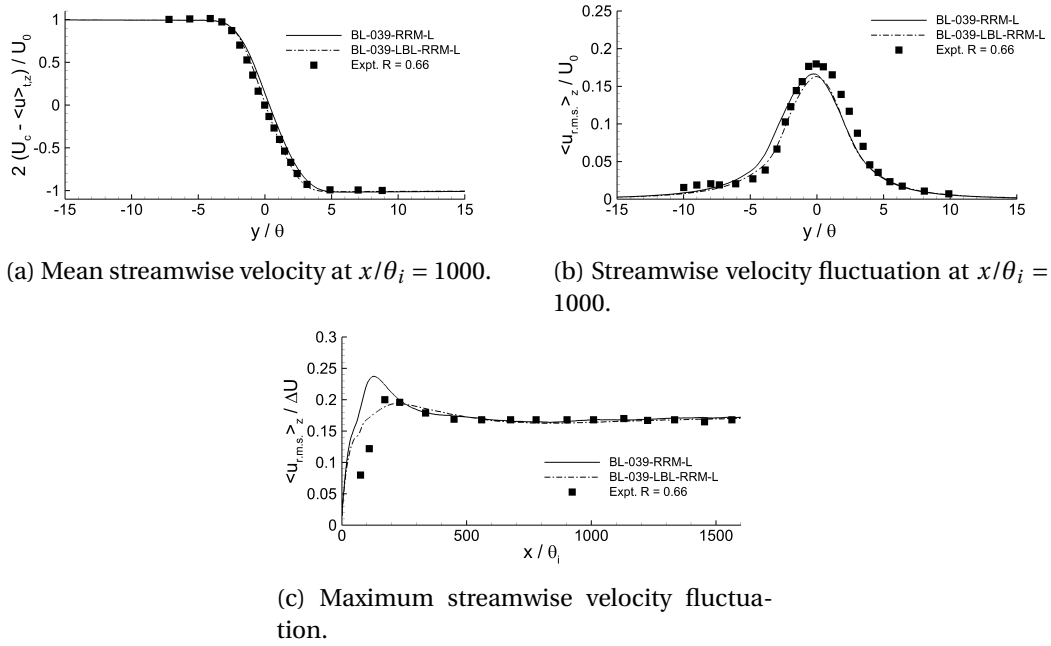 1
0.5
0
-0.5
-1
2 (U_c - <u>_{t,z}) / U_0
-15 -10 -5 0 5 10 15
y / θ
BL-039-RRM-L
BL-039-LBL-RRM-L
Expt. R = 0.66
(a) Mean streamwise velocity at x/θ_i = 1000.
0.25
0.2
0.15
0.1
0.05
0
<u_{r.m.s.}>_z / U_0
-15 -10 -5 0 5 10 15
y / θ
BL-039-RRM-L
BL-039-LBL-RRM-L
Expt. R = 0.66
(b) Streamwise velocity fluctuation at x/θ_i =
1000.
0.3
0.25
0.2
0.15
0.1
0.05
0
<u_{r.m.s.}>_z / ΔU
0 500 1000 1500
x / θ_i
BL-039-RRM-L
BL-039-LBL-RRM-L
Expt. R = 0.66
(c) Maximum streamwise velocity fluctua-
tion.